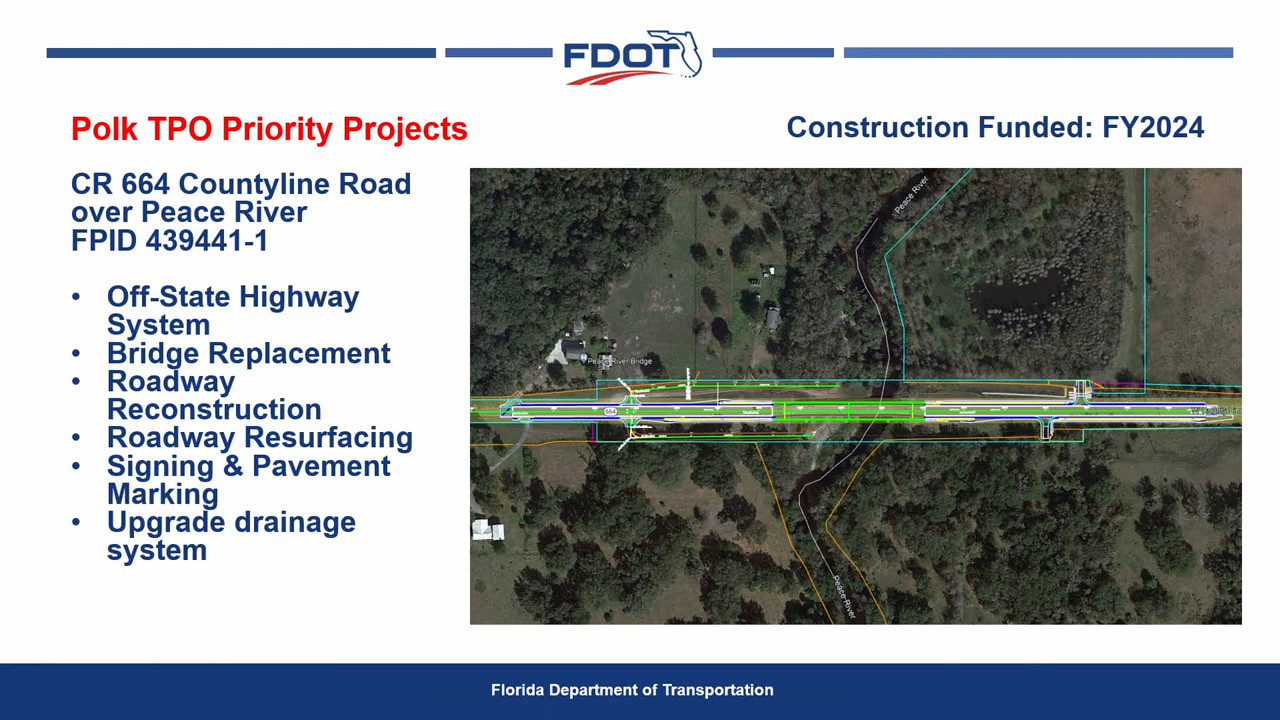 FDOT
Polk TPO Priority Projects
Construction Funded: FY2024
CR 664 Countyline Road
over Peace River
FPID 439441-1
• Off-State Highway
System
• Bridge Replacement
• Roadway
Reconstruction
• Roadway Resurfacing
• Signing & Pavement
Marking
• Upgrade drainage
system
Peace River
Peace River Bridge
664
Peace River
Florida Department of Transportation